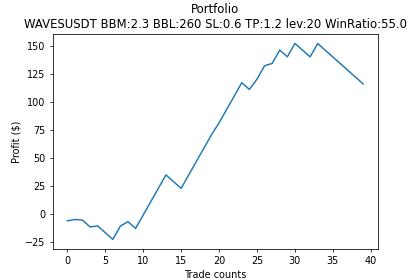 Portfolio
WAVESUSDT BBM:2.3 BBL:260 SL:0.6 TP:1.2 lev:20 WinRatio:55.0
150
125
100
75
50
25
0
−25
Profit ($)
0 5 10 15 20 25 30 35 40
Trade counts